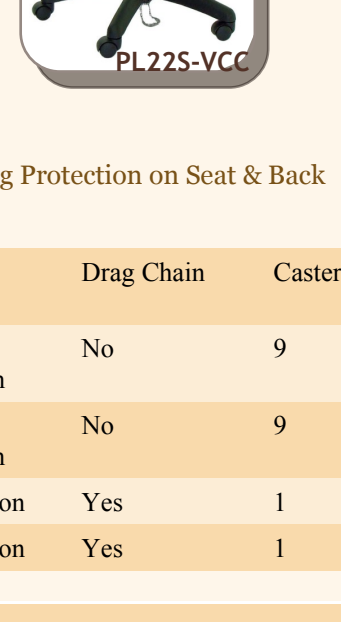 PL22S-VCC
g Protection on Seat & Back
Drag Chain Caster
No 9
n
No 9
n
on Yes 1
on Yes 1